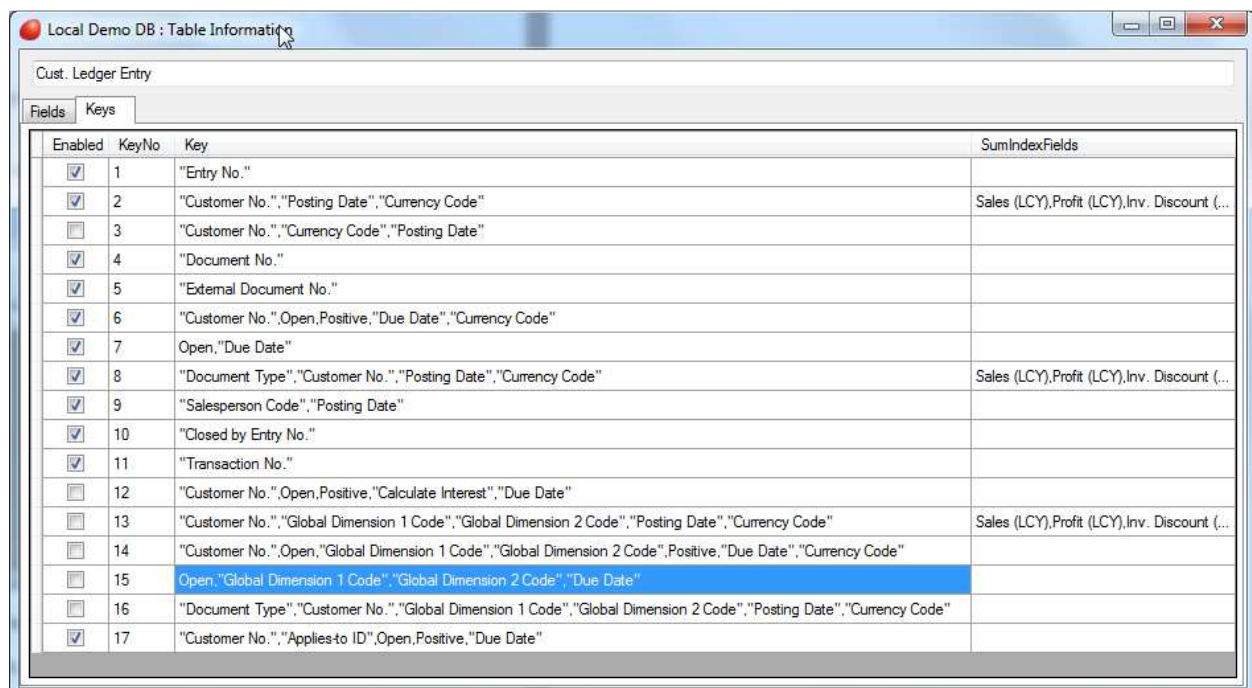 Local Demo DB : Table Information
Cust. Ledger Entry
Fields Keys
Enabled KeyNo Key SumIndexFields
1 "Entry No."
2 "Customer No.","Posting Date","Currency Code" Sales (LCY),Profit (LCY),Inv. Discount (...
3 "Customer No.","Currency Code","Posting Date"
4 "Document No."
5 "External Document No."
6 "Customer No.",Open,Positive,"Due Date","Currency Code"
7 Open,"Due Date"
8 "Document Type","Customer No.","Posting Date","Currency Code" Sales (LCY),Profit (LCY),Inv. Discount (...
9 "Salesperson Code","Posting Date"
10 "Closed by Entry No."
11 "Transaction No."
12 "Customer No.",Open,Positive,"Calculate Interest","Due Date"
13 "Customer No.","Global Dimension 1 Code","Global Dimension 2 Code","Posting Date","Currency Code" Sales (LCY),Profit (LCY),Inv. Discount (...
14 "Customer No.",Open,"Global Dimension 1 Code","Global Dimension 2 Code",Positive,"Due Date","Currency Code"
15 Open,"Global Dimension 1 Code","Global Dimension 2 Code","Due Date"
16 "Document Type","Customer No.","Global Dimension 1 Code","Global Dimension 2 Code","Posting Date","Currency Code"
17 "Customer No.","Applies-to ID",Open,Positive,"Due Date"